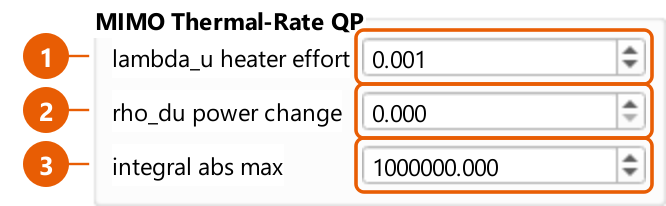 MIMO Thermal-Rate QP
1 lambda_u heater effort 0.001
2 rho_du power change 0.000
3 integral abs max 1000000.000